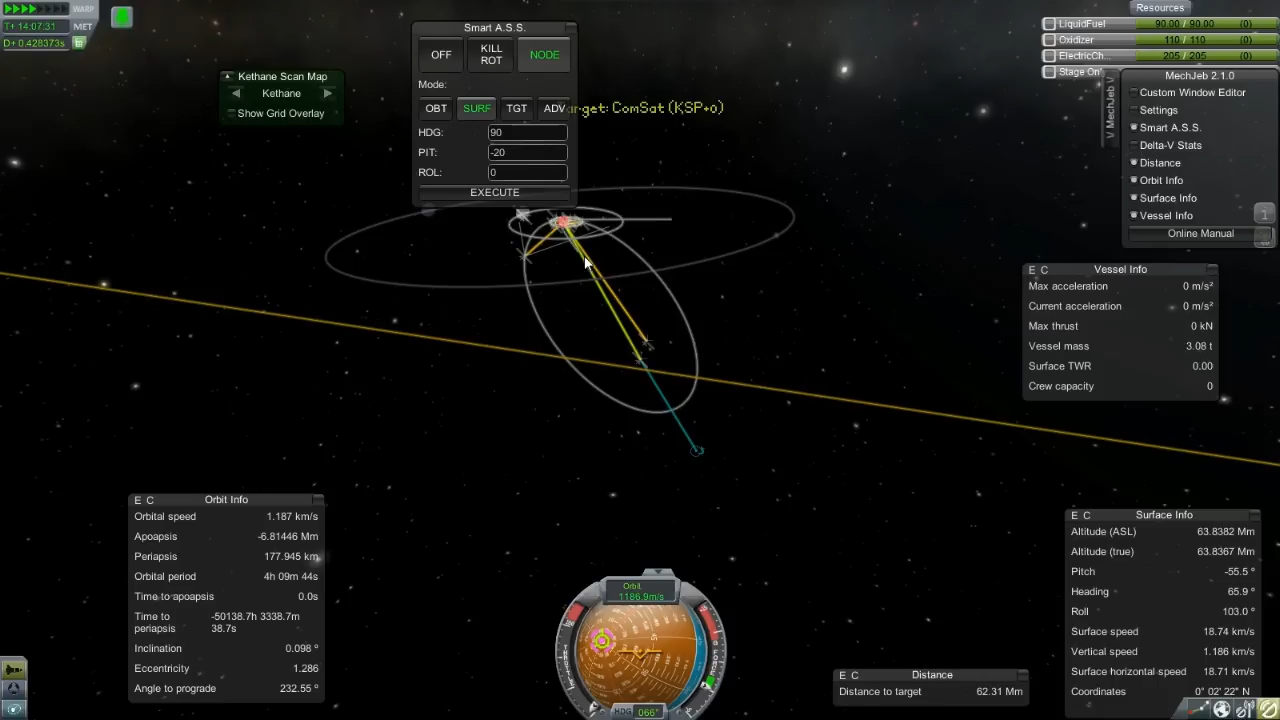 WARP
T+ 14:07:31 MET
D+ 0.428373s
Smart A.S.S.
OFF KILL ROT NODE
Mode:
OBT SURF TGT ADV
HDG: 90
PIT: -20
ROL: 0
EXECUTE
Kethane Scan Map
Kethane
Show Grid Overlay
rget: ComSat (KSP+o)
Resources
LiquidFuel 90.00 / 90.00 (0)
Oxidizer 110 / 110 (0)
ElectricCh... 205 / 205 (0)
Stage On
MechJeb V
MechJeb 2.1.0
Custom Window Editor
Settings
Smart A.S.S.
Delta-V Stats
Distance
Orbit Info
Surface Info
Vessel Info
Online Manual
1
E C Vessel Info
Max acceleration 0 m/s²
Current acceleration 0 m/s²
Max thrust 0 kN
Vessel mass 3.08 t
Surface TWR 0.00
Crew capacity 0
E C Orbit Info
Orbital speed 1.187 km/s
Apoapsis -6.81446 Mm
Periapsis 177.945 km
Orbital period 4h 09m 44s
Time to apoapsis 0.0s
Time to periapsis -50138.7h 3338.7m 38.7s
Inclination 0.098 º
Eccentricity 1.286
Angle to prograde 232.55 º
Orbit
1186.9m/s
HDG 066°
E C Distance
Distance to target 62.31 Mm
E C Surface Info
Altitude (ASL) 63.8382 Mm
Altitude (true) 63.8367 Mm
Pitch -55.5 º
Heading 65.9 º
Roll 103.0 º
Surface speed 18.74 km/s
Vertical speed 1.186 km/s
Surface horizontal speed 18.71 km/s
Coordinates 0° 02' 22" N